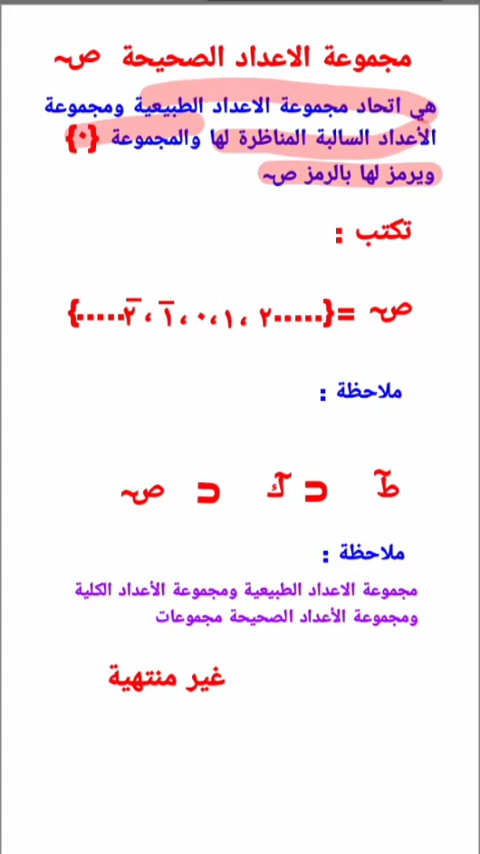 مجموعة الاعداد الصحيحة ص~
هي اتحاد مجموعة الاعداد الطبيعية ومجموعة
الأعداد السالبة المناظرة لها والمجموعة {٠}
ويرمز لها بالرمز ص~
تكتب :
ص~ = {.....٢ ،١ ،٠ ، ١̅ ، ٢̅.....}
ملاحظة :
ط~ ⊃ ك~ ⊃ ص~
ملاحظة :
مجموعة الاعداد الطبيعية ومجموعة الأعداد الكلية
ومجموعة الأعداد الصحيحة مجموعات
غير منتهية